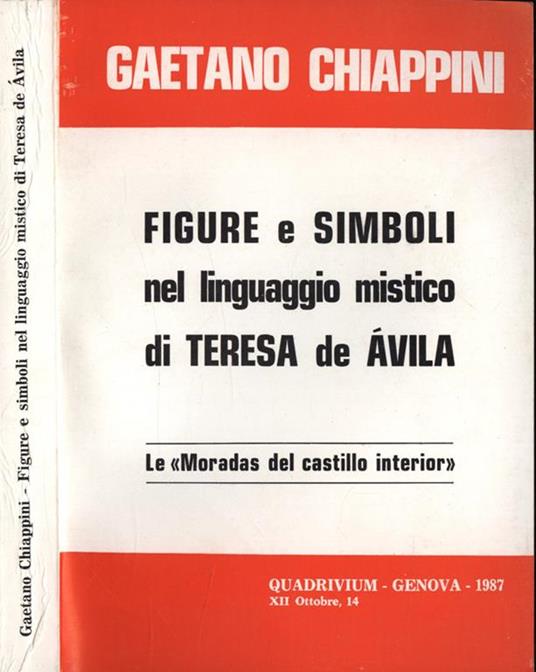 Gaetano Chiappini - Figure e simboli nel linguaggio mistico di Teresa de Ávila
GAETANO CHIAPPINI
FIGURE e SIMBOLI
nel linguaggio mistico
di TERESA de ÁVILA
Le «Moradas del castillo interior»
QUADRIVIUM - GENOVA - 1987
XII Ottobre, 14